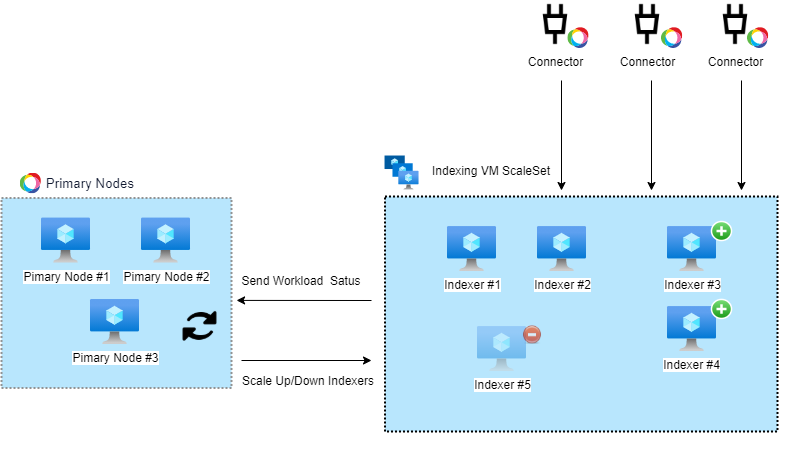 Connector
Connector
Connector
Indexing VM ScaleSet
Primary Nodes
Pimary Node #1
Pimary Node #2
Pimary Node #3
Send Workload  Satus
Scale Up/Down Indexers
Indexer #1
Indexer #2
Indexer #3
Indexer #4
Indexer #5